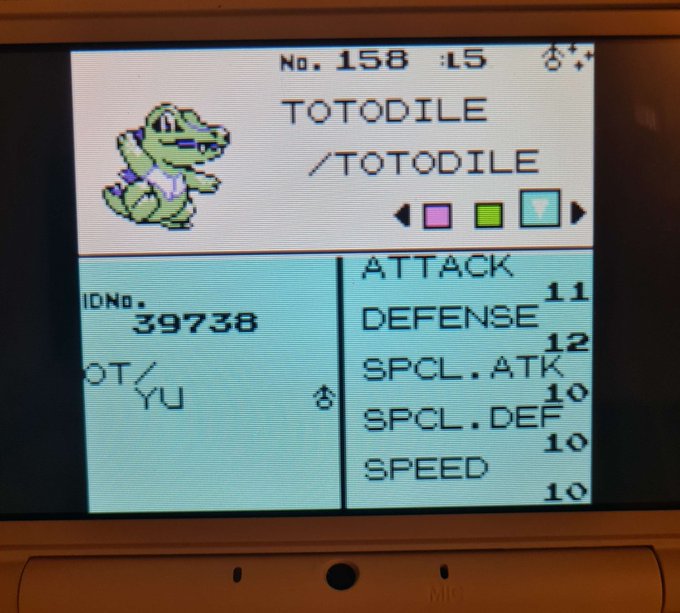 No. 158 :L5 ♂
TOTODILE
/TOTODILE
IDNo.
39738
OT/
YU ♂
ATTACK
11
DEFENSE
12
SPCL.ATK
10
SPCL.DEF
10
SPEED
10
MIC